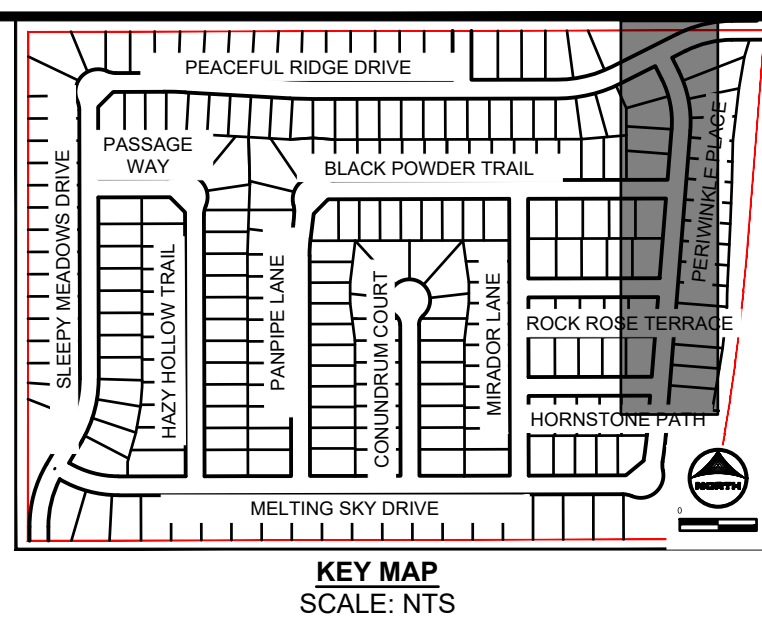 PEACEFUL RIDGE DRIVE
PASSAGE
WAY
BLACK POWDER TRAIL
SLEEPY MEADOWS DRIVE
HAZY HOLLOW TRAIL
PANPIPE LANE
CONUNDRUM COURT
MIRADOR LANE
PERIWINKLE PLACE
ROCK ROSE TERRACE
HORNSTONE PATH
MELTING SKY DRIVE
NORTH
0
KEY MAP
SCALE: NTS